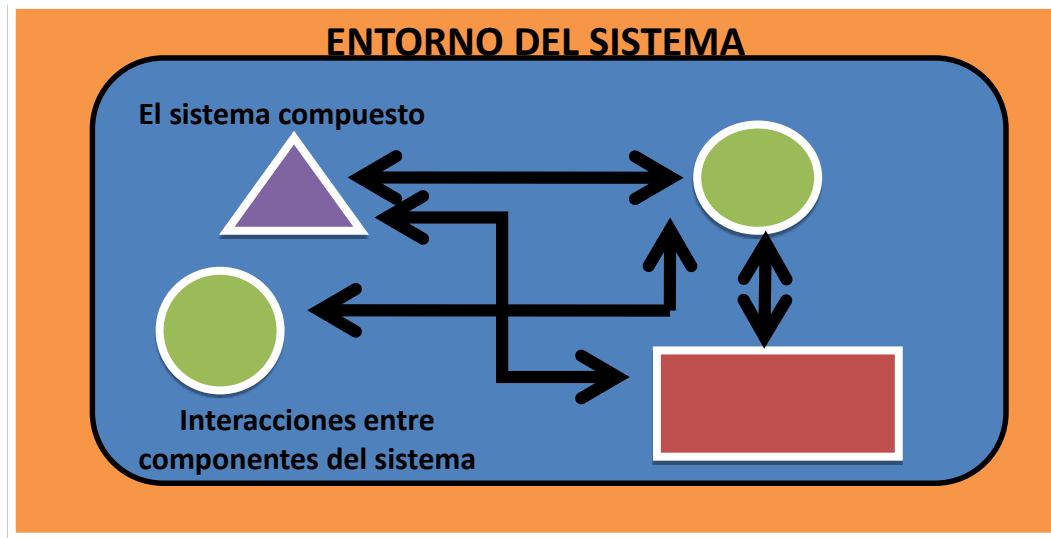 ENTORNO DEL SISTEMA
El sistema compuesto
Interacciones entre
componentes del sistema